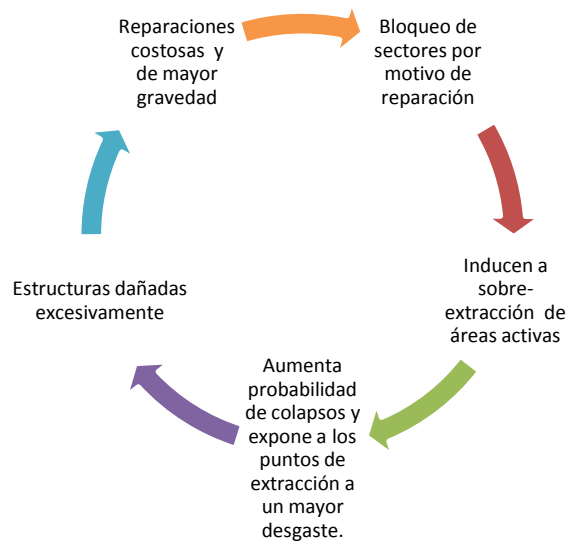 Reparaciones
costosas y
de mayor
gravedad
Bloqueo de
sectores por
motivo de
reparación
Inducen a
sobre-
extracción de
áreas activas
Aumenta
probabilidad
de colapsos y
expone a los
puntos de
extracción a
un mayor
desgaste.
Estructuras dañadas
excesivamente